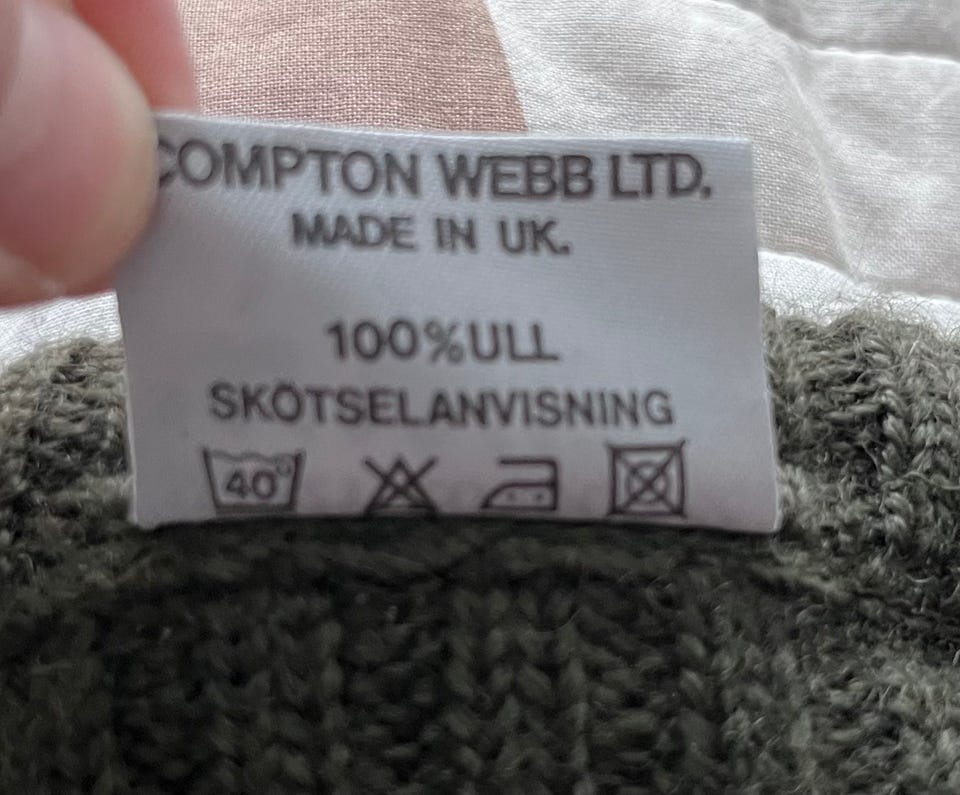 COMPTON WEBB LTD.
MADE IN UK.
100% ULL
SKÖTSELANVISNING
40°